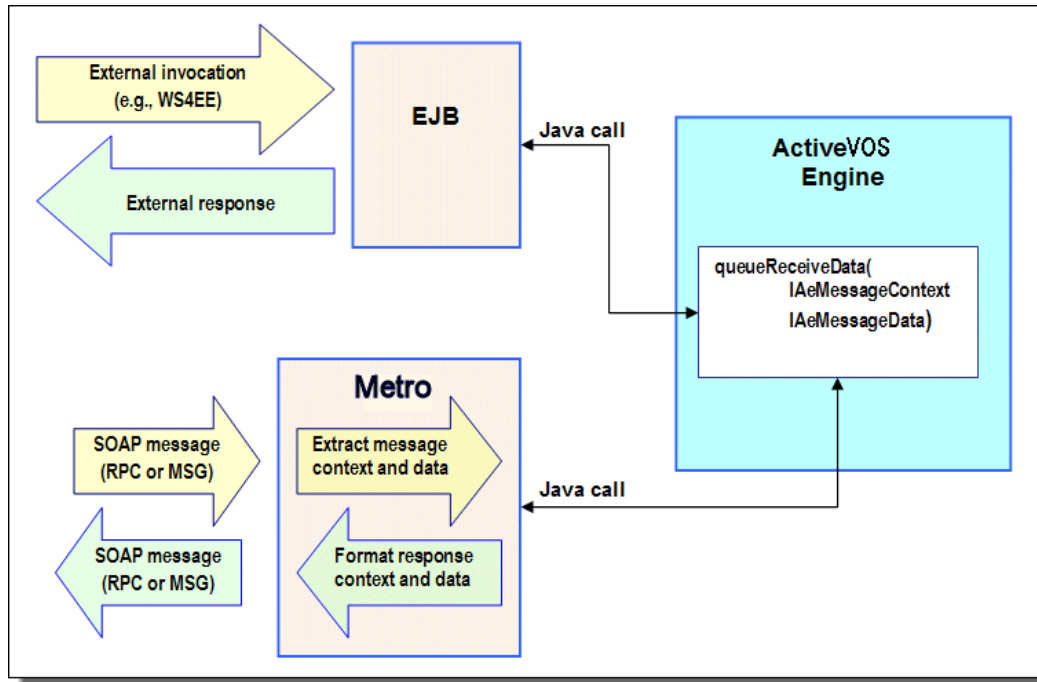 External invocation
(e.g., WS4EE)
External response
EJB
Java call
ActiveVOS
Engine
queueReceiveData(
IAeMessageContext
IAeMessageData)
Metro
SOAP message
(RPC or MSG)
Extract message
context and data
SOAP message
(RPC or MSG)
Format response
context and data
Java call